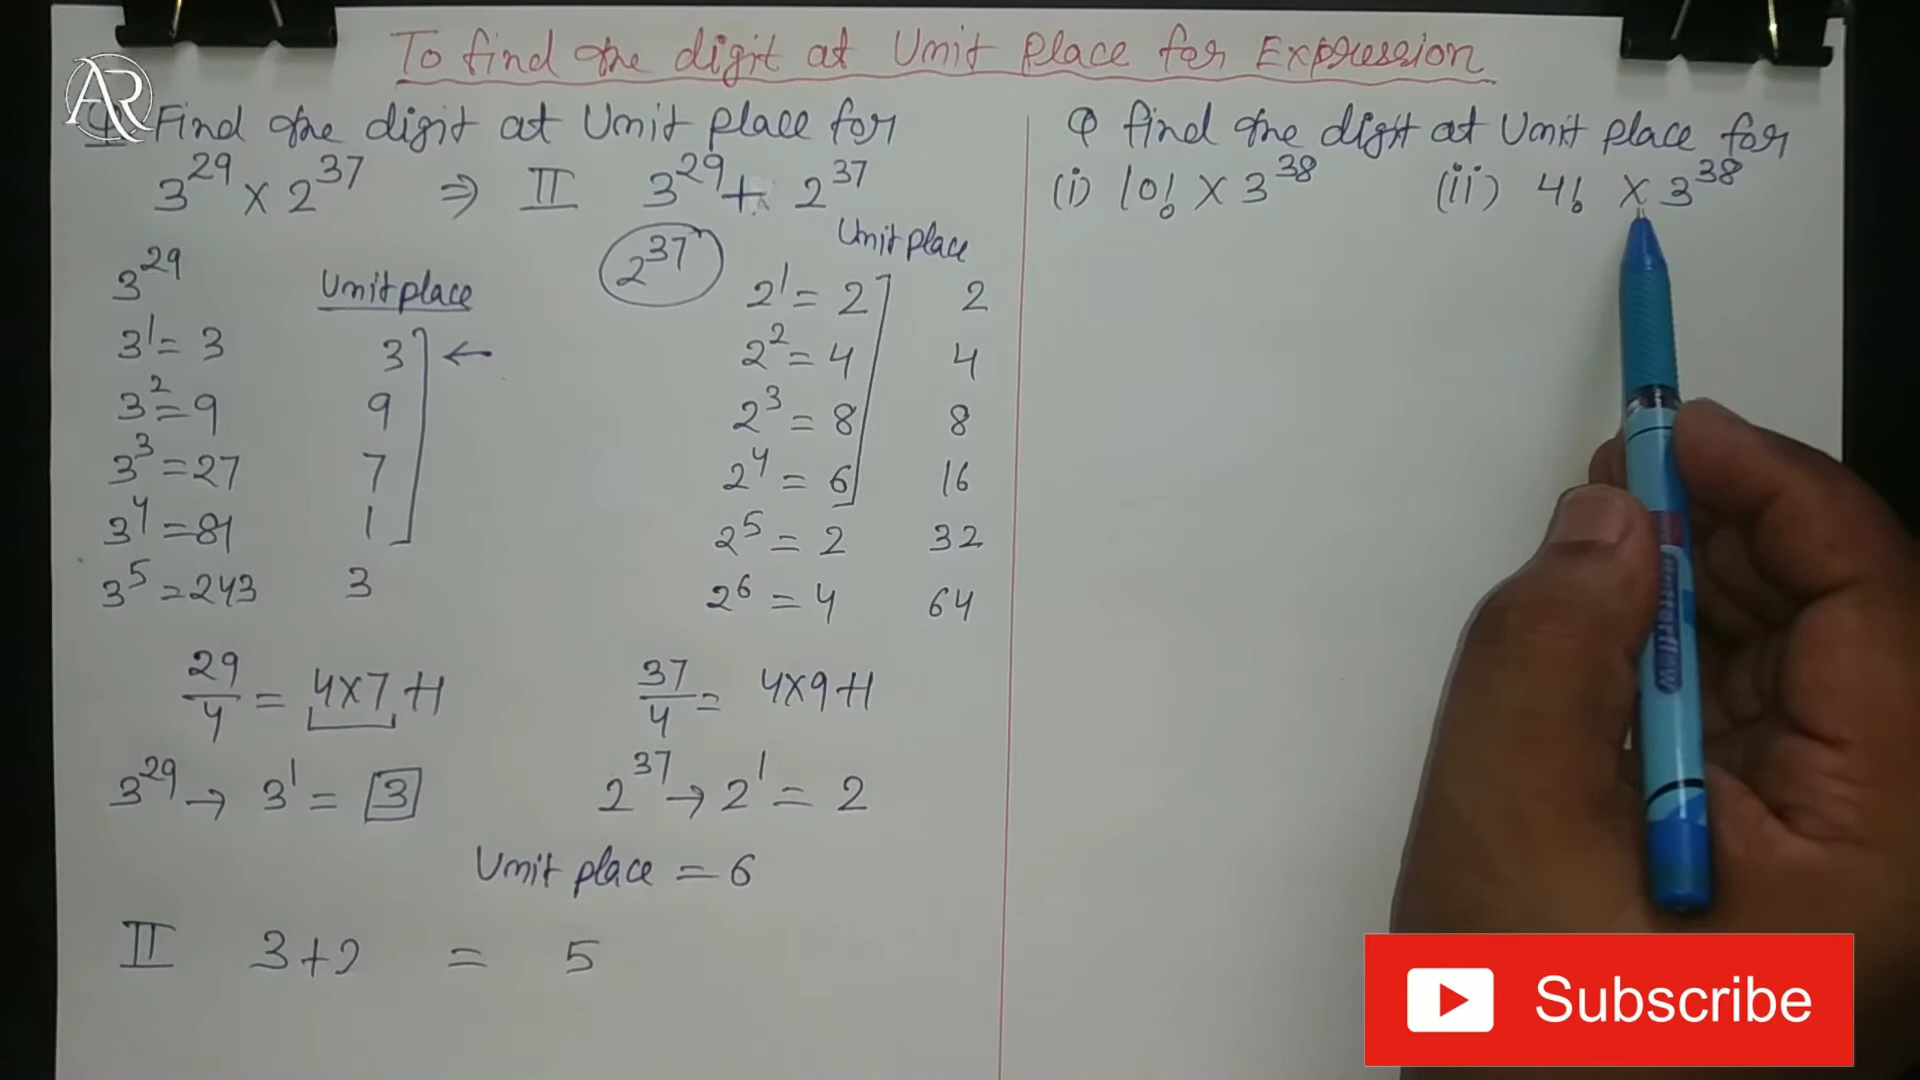 To find the digit at Unit Place for Expression
AR
Q Find the digit at Unit place for
3^29 x 2^37 ⇒ II 3^29 + 2^37
3^29
Unit place
3^1 = 3 3 ←
3^2 = 9 9
3^3 = 27 7
3^4 = 81 1
3^5 = 243 3
29/4 = 4x7+1
3^29 → 3^1 = 3
2^37
Unit place
2^1 = 2 2
2^2 = 4 4
2^3 = 8 8
2^4 = 6 16
2^5 = 2 32
2^6 = 4 64
37/4 = 4x9+1
2^37 → 2^1 = 2
Unit place = 6
II 3+2 = 5
Q find the digit at Unit place for
(i) 10! x 3^38 (ii) 4! x 3^38
Butterflow
Subscribe